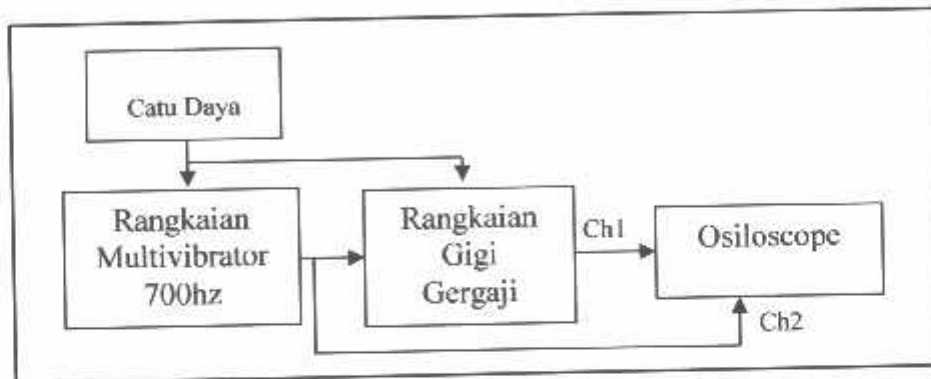 Catu Daya
Rangkaian
Multivibrator
700hz
Rangkaian
Gigi
Gergaji
Ch1
Osiloscope
Ch2